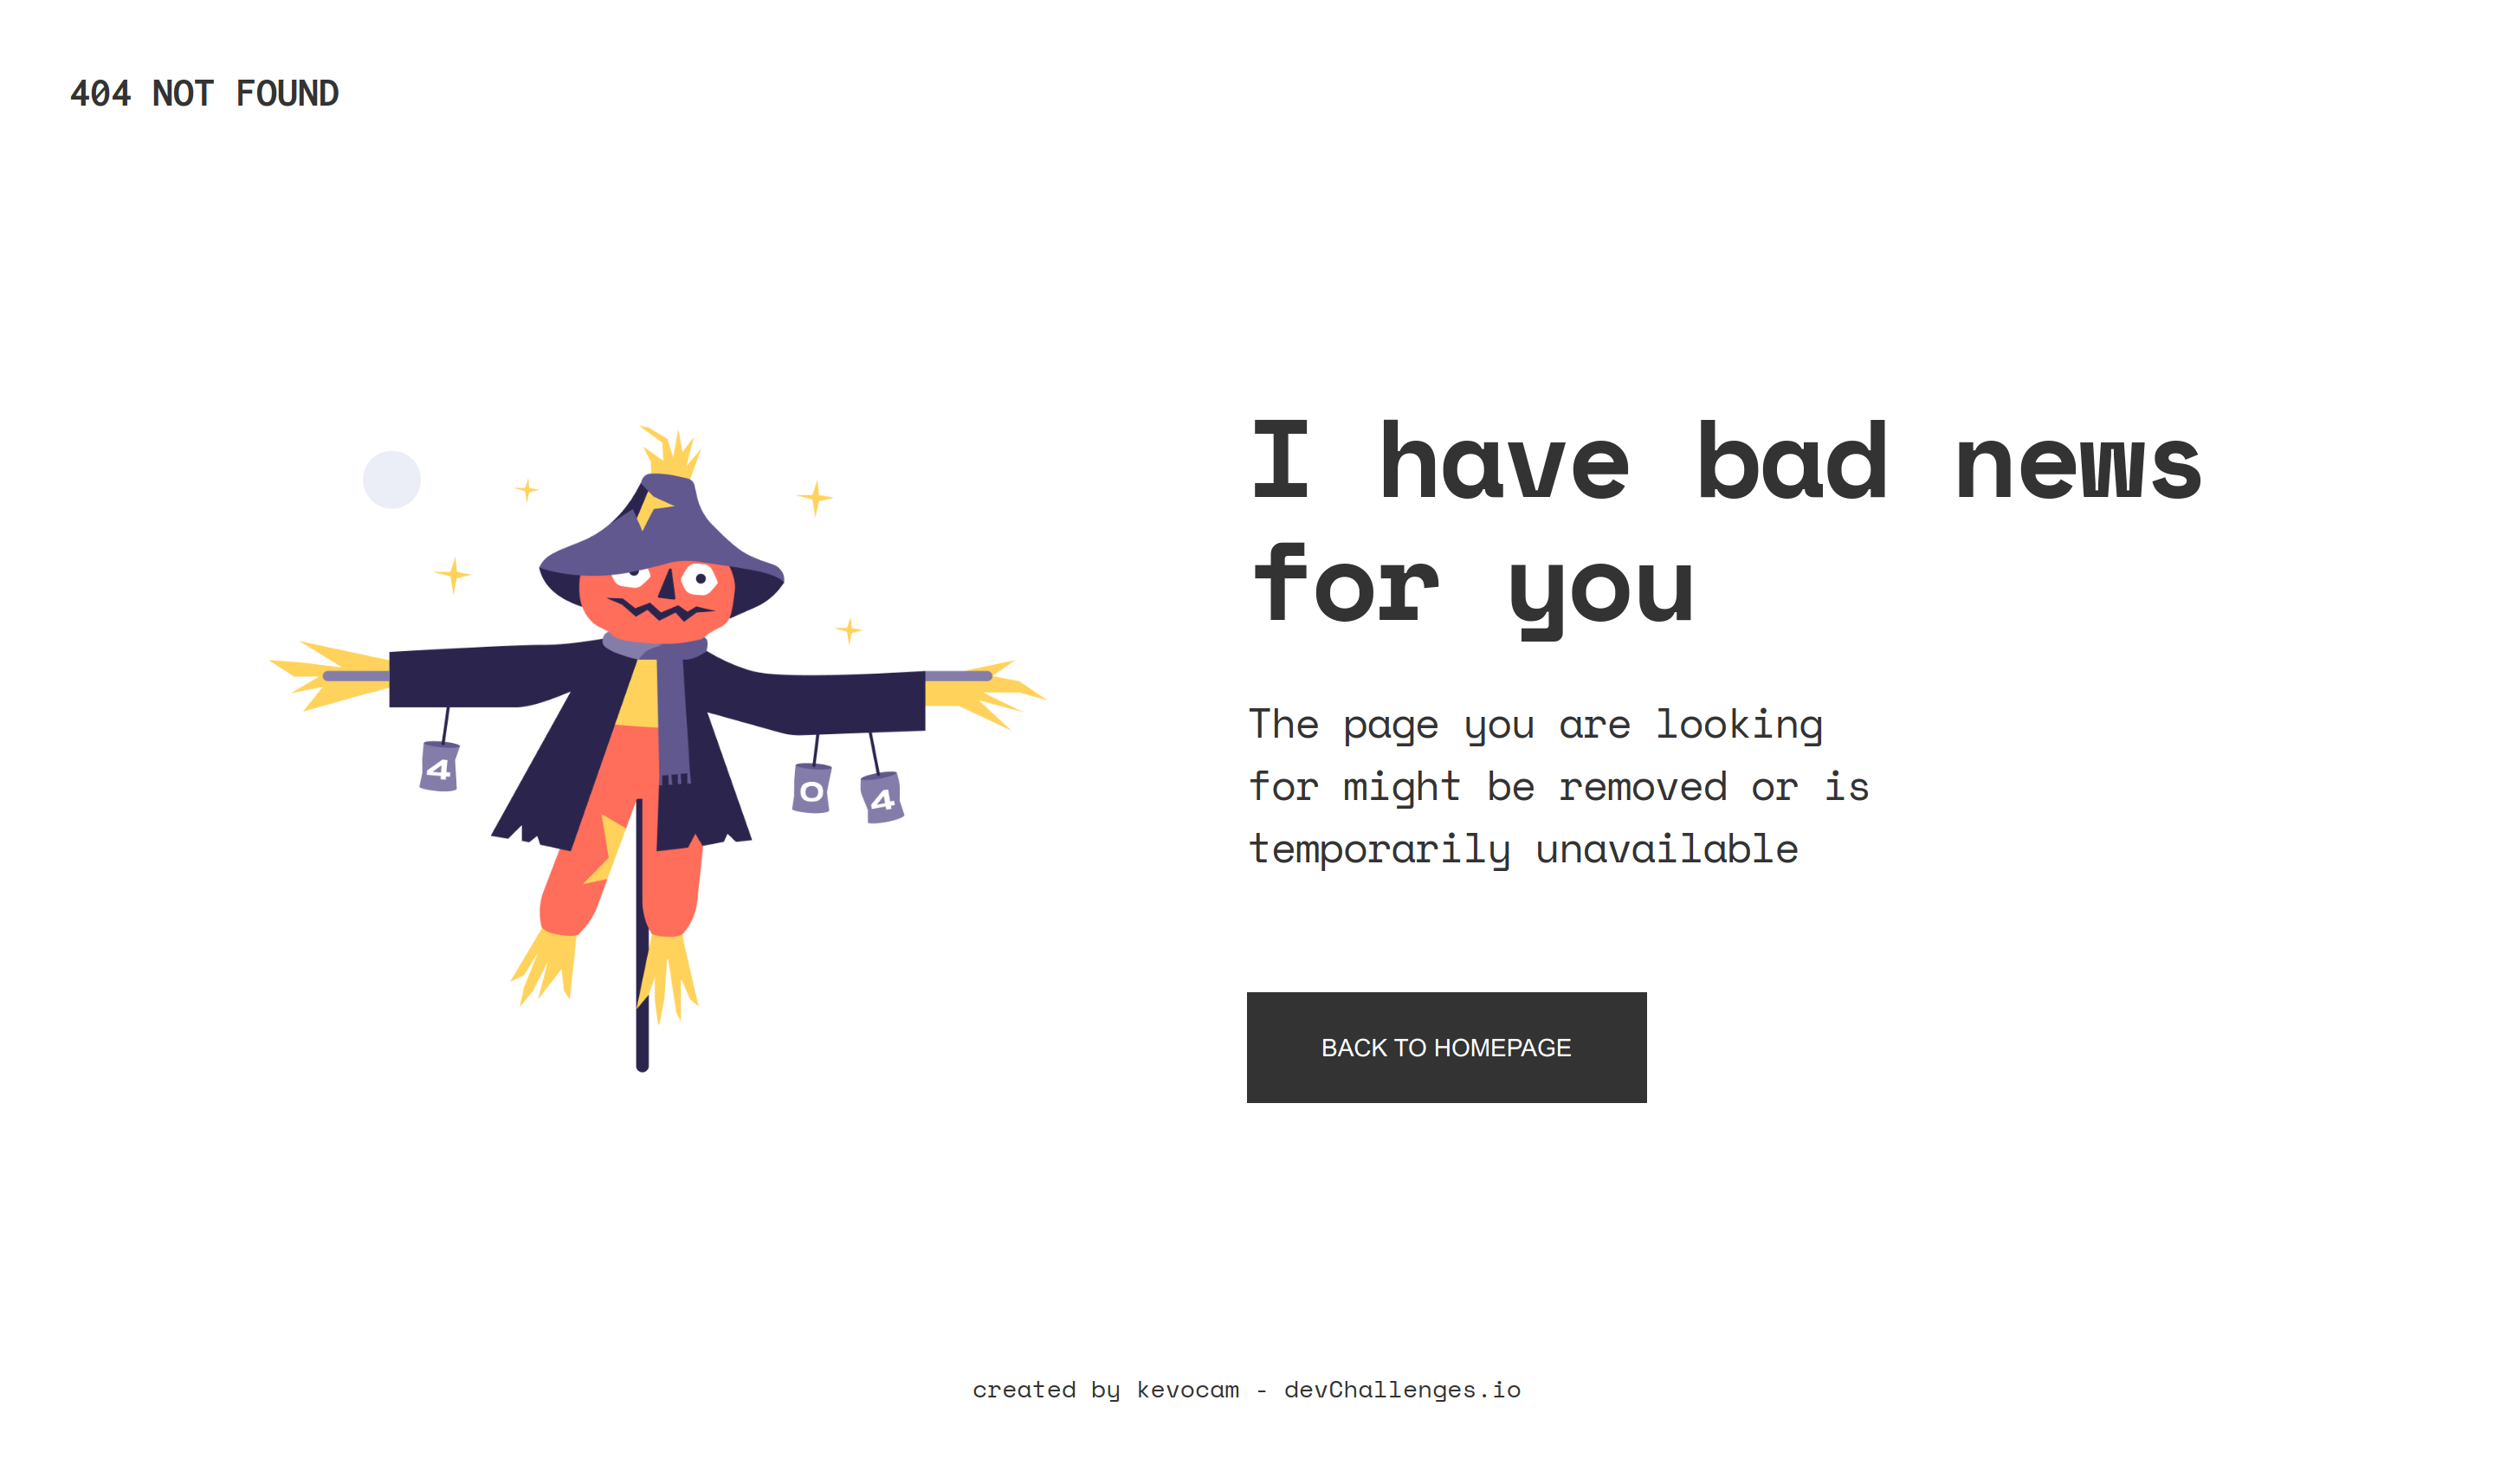 404 NOT FOUND
I have bad news
for you
The page you are looking
for might be removed or is
temporarily unavailable
4
0
4
BACK TO HOMEPAGE
created by kevocam - devChallenges.io